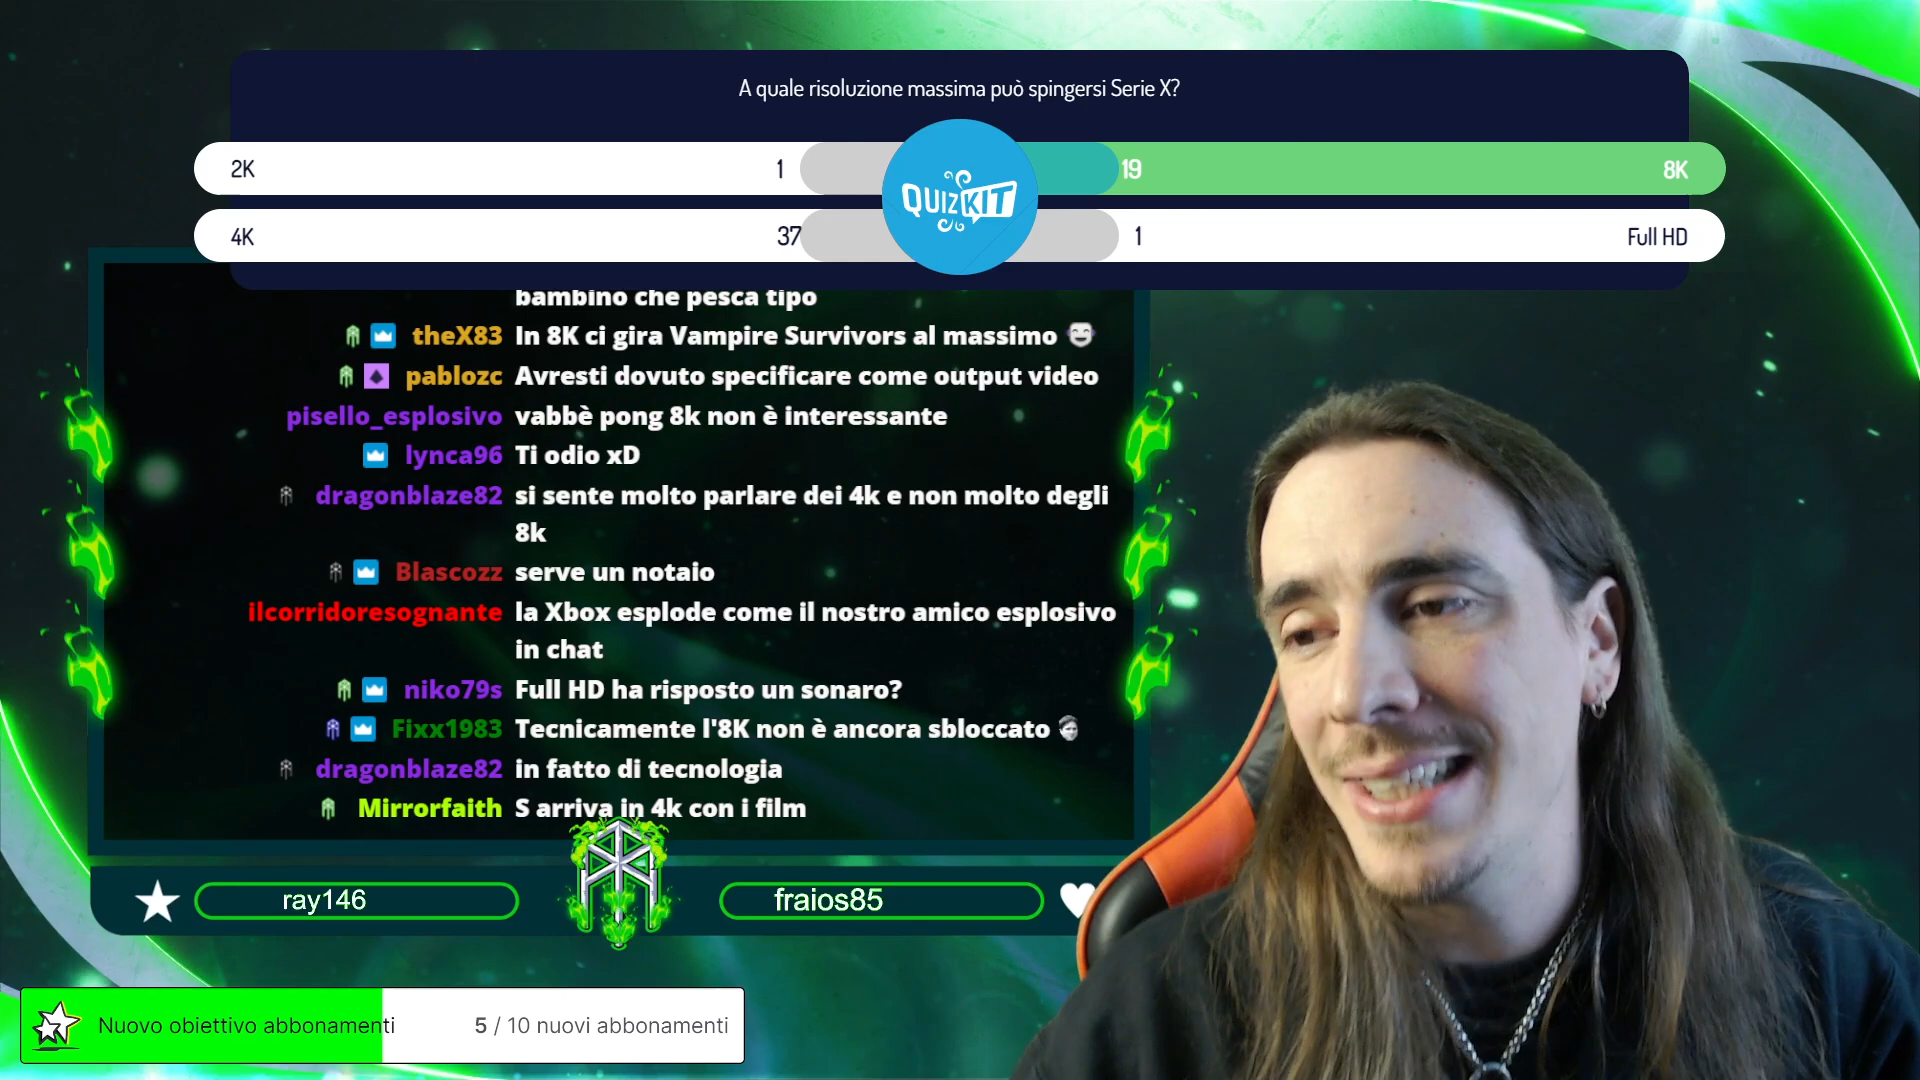 A quale risoluzione massima può spingersi Serie X?
2K 1
19 8K
4K 37
1 Full HD
QUIZKIT
bambino che pesca tipo
theX83 In 8K ci gira Vampire Survivors al massimo
pablozc Avresti dovuto specificare come output video
pisello_esplosivo vabbè pong 8k non è interessante
lynca96 Ti odio xD
dragonblaze82 si sente molto parlare dei 4k e non molto degli
8k
Blascozz serve un notaio
ilcorridoresognante la Xbox esplode come il nostro amico esplosivo
in chat
niko79s Full HD ha risposto un sonaro?
Fixx1983 Tecnicamente l'8K non è ancora sbloccato
dragonblaze82 in fatto di tecnologia
Mirrorfaith S arriva in 4k con i film
ray146
fraios85
Nuovo obiettivo abbonamenti 5 / 10 nuovi abbonamenti